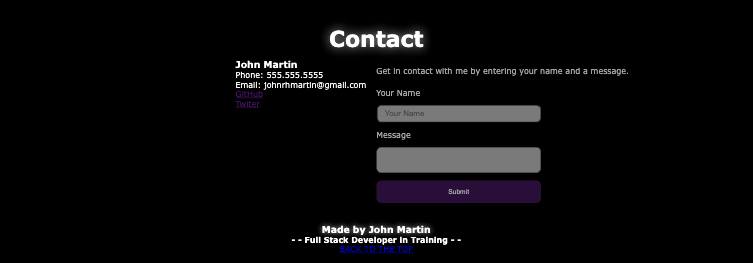 Contact
John Martin
Phone: 555.555.5555
Email: johnrhmartin@gmail.com
GitHub
Twiter
Get in contact with me by entering your name and a message.
Your Name
Your Name
Message
Submit
Made by John Martin
- - Full Stack Developer in Training - -
BACK TO THE TOP